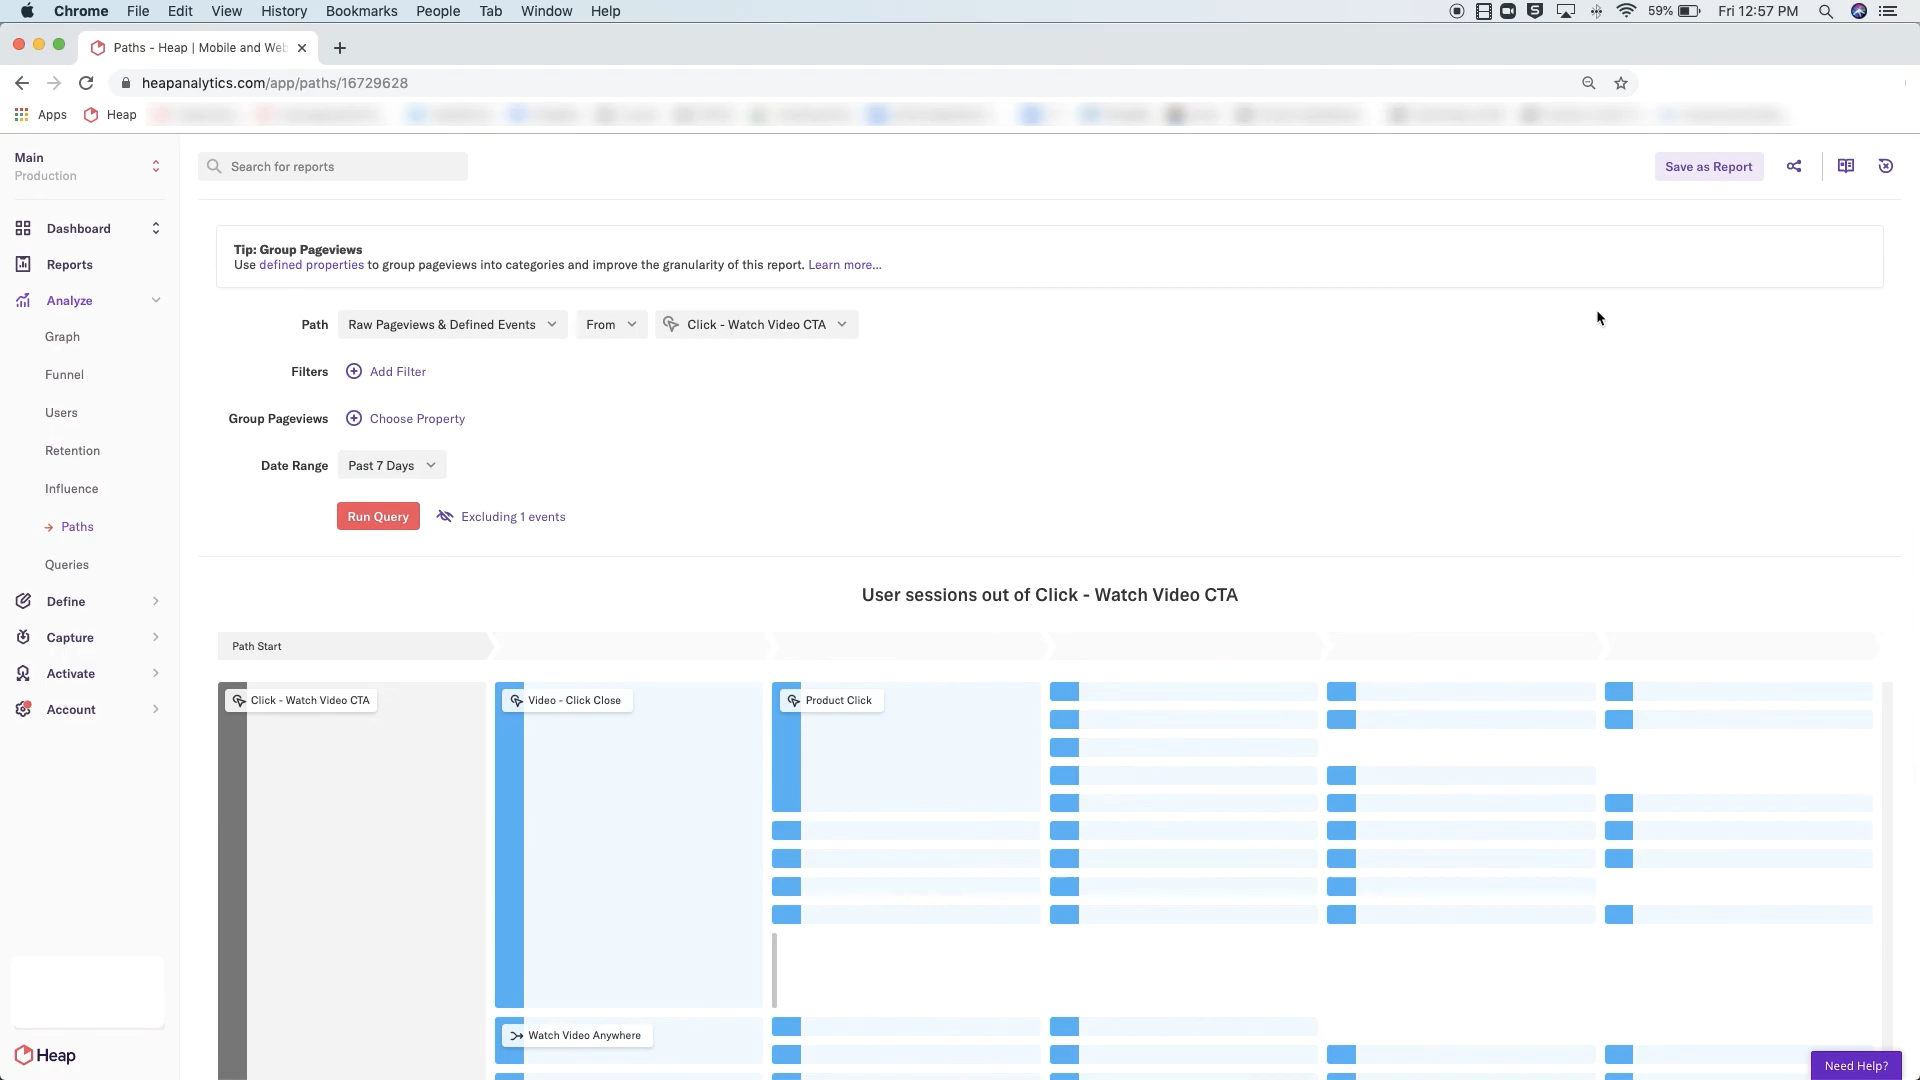 Chrome File Edit View History Bookmarks People Tab Window Help
59% Fri 12:57 PM
Paths - Heap | Mobile and Web
heapanalytics.com/app/paths/16729628
Apps Heap
Main
Production
Search for reports
Save as Report
Dashboard
Reports
Analyze
Graph
Funnel
Users
Retention
Influence
Paths
Queries
Define
Capture
Activate
Account
Heap
Tip: Group Pageviews
Use defined properties to group pageviews into categories and improve the granularity of this report. Learn more...
Path Raw Pageviews & Defined Events From Click - Watch Video CTA
Filters Add Filter
Group Pageviews Choose Property
Date Range Past 7 Days
Run Query Excluding 1 events
User sessions out of Click - Watch Video CTA
Path Start
Click - Watch Video CTA Video - Click Close Product Click
Watch Video Anywhere
Need Help?